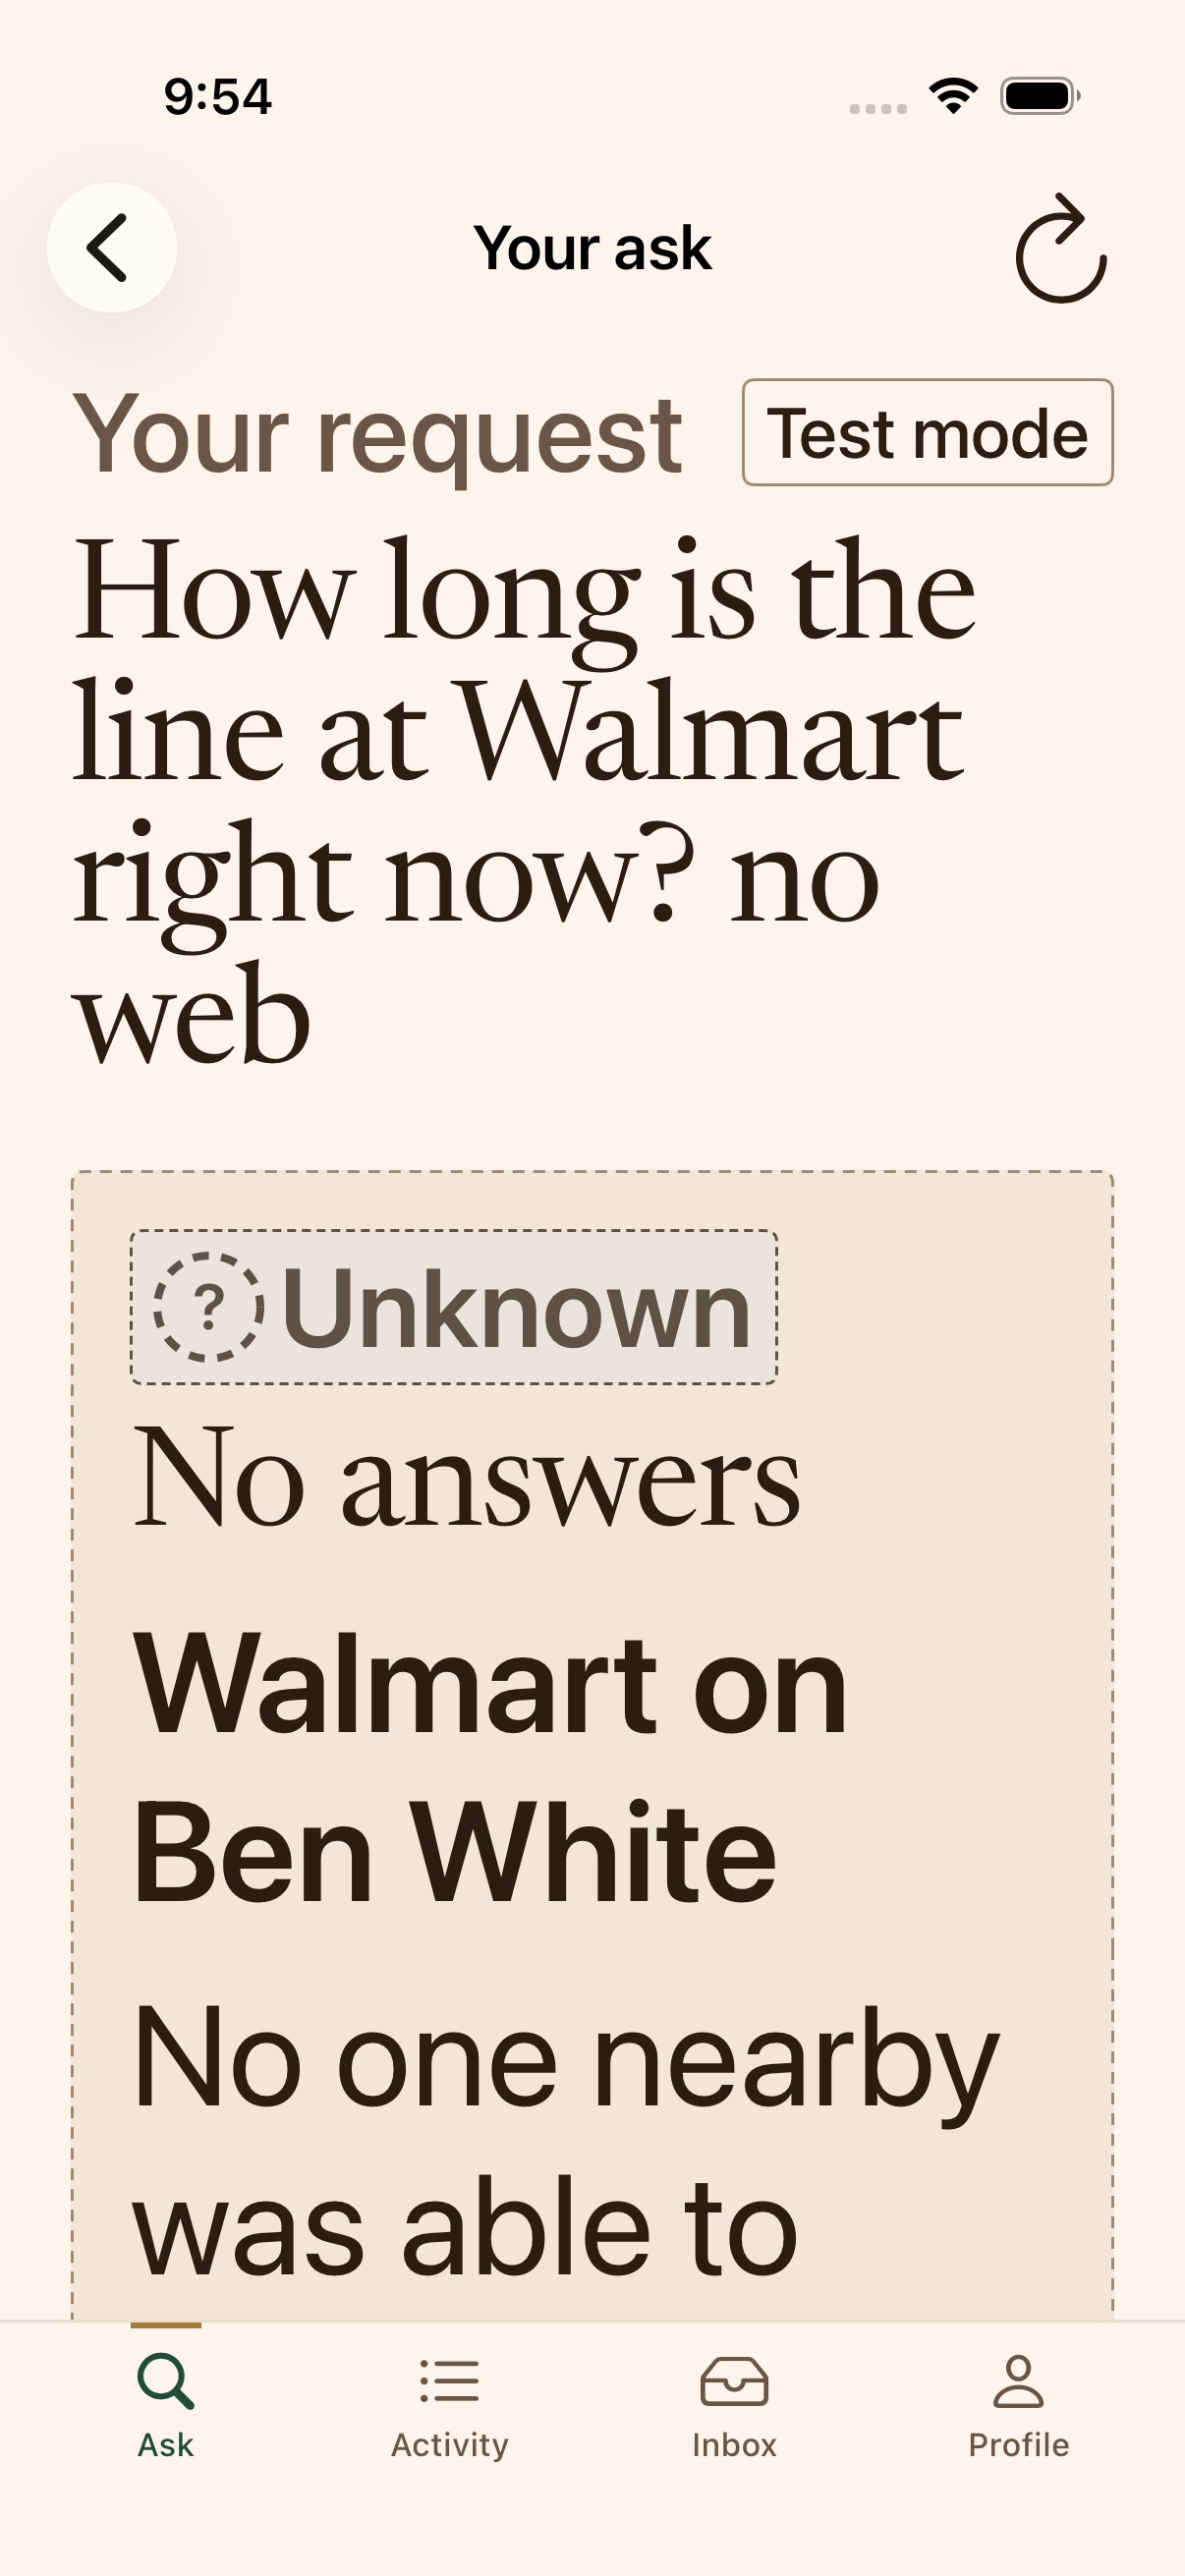 9:54
Your ask
Your request
Test mode
How long is the
line at Walmart
right now? no
web
?
Unknown
No answers
Walmart on
Ben White
No one nearby
was able to
Ask
Activity
Inbox
Profile